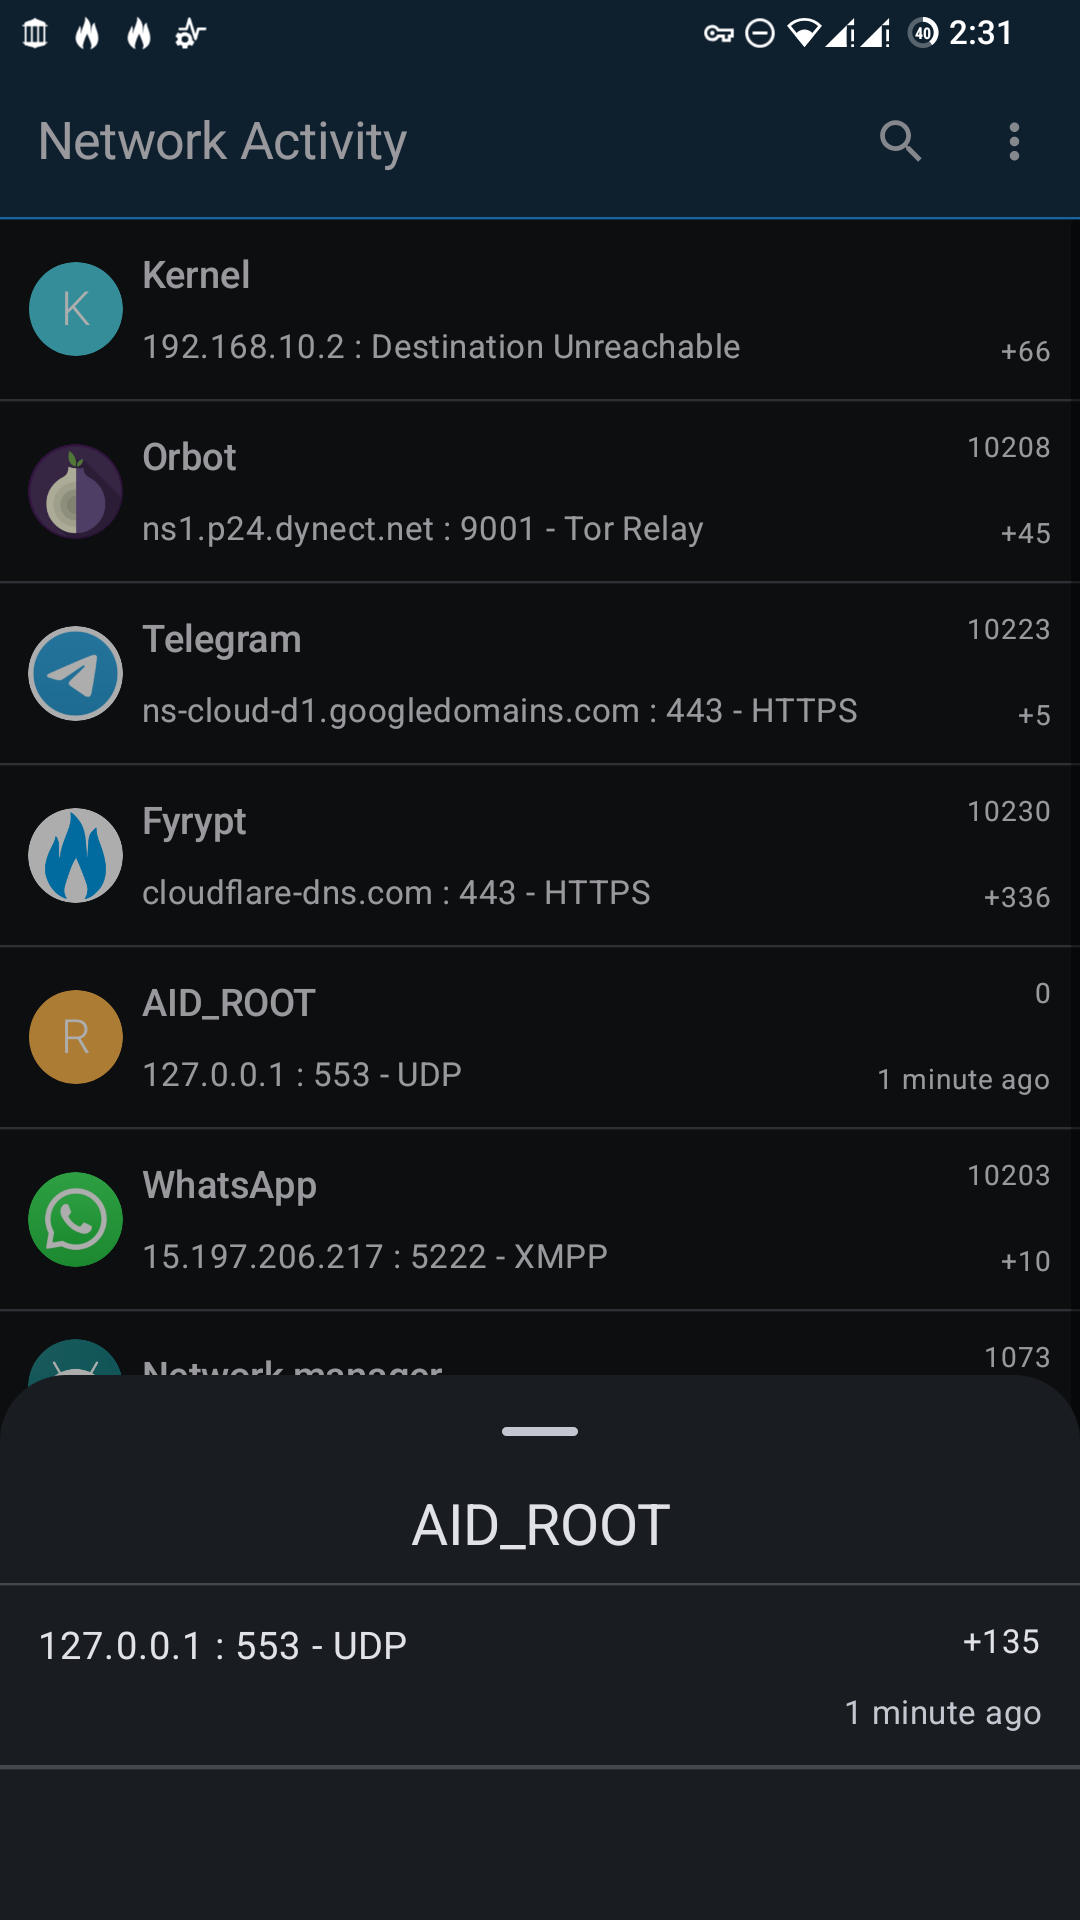 40 2:31
Network Activity
K
Kernel
192.168.10.2 : Destination Unreachable
+66
Orbot
10208
ns1.p24.dynect.net : 9001 - Tor Relay
+45
Telegram
10223
ns-cloud-d1.googledomains.com : 443 - HTTPS
+5
Fyrypt
10230
cloudflare-dns.com : 443 - HTTPS
+336
R
AID_ROOT
0
127.0.0.1 : 553 - UDP
1 minute ago
WhatsApp
10203
15.197.206.217 : 5222 - XMPP
+10
Network manager
1073
AID_ROOT
127.0.0.1 : 553 - UDP
+135
1 minute ago